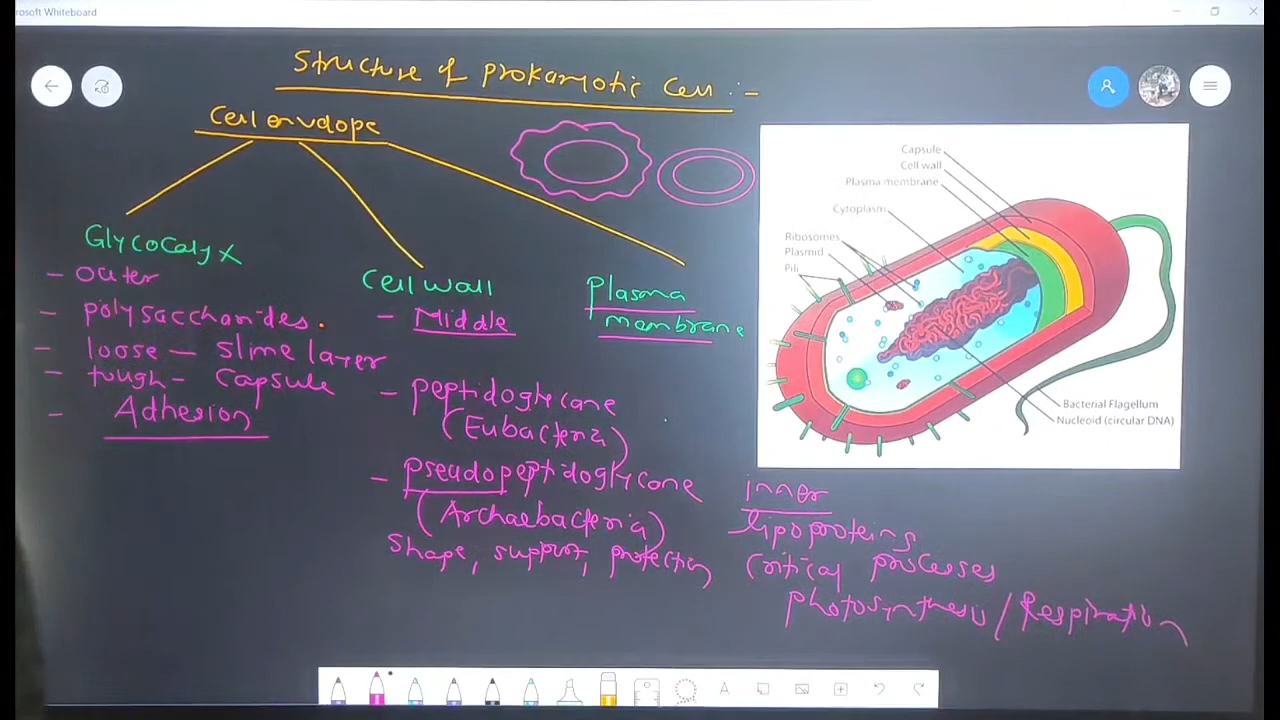 rosoft Whiteboard
Structure of prokaryotic Cell :-
Cell envelope
Glycocalyx
- outer
- polysaccharides.
- loose - slime layer
- tough - capsule
- Adhesion
Cell wall
- Middle
- peptidoglycane
(Eubacteria)
- pseudopeptidoglycane
(Archaebacteria)
Shape, support, protection
Plasma
membrane
inner
lipoproteins
Critical processes
photosynthesis / Respiration
Capsule
Cell wall
Plasma membrane
Cytoplasm
Ribosomes
Plasmid
Pili
Bacterial Flagellum
Nucleoid (circular DNA)